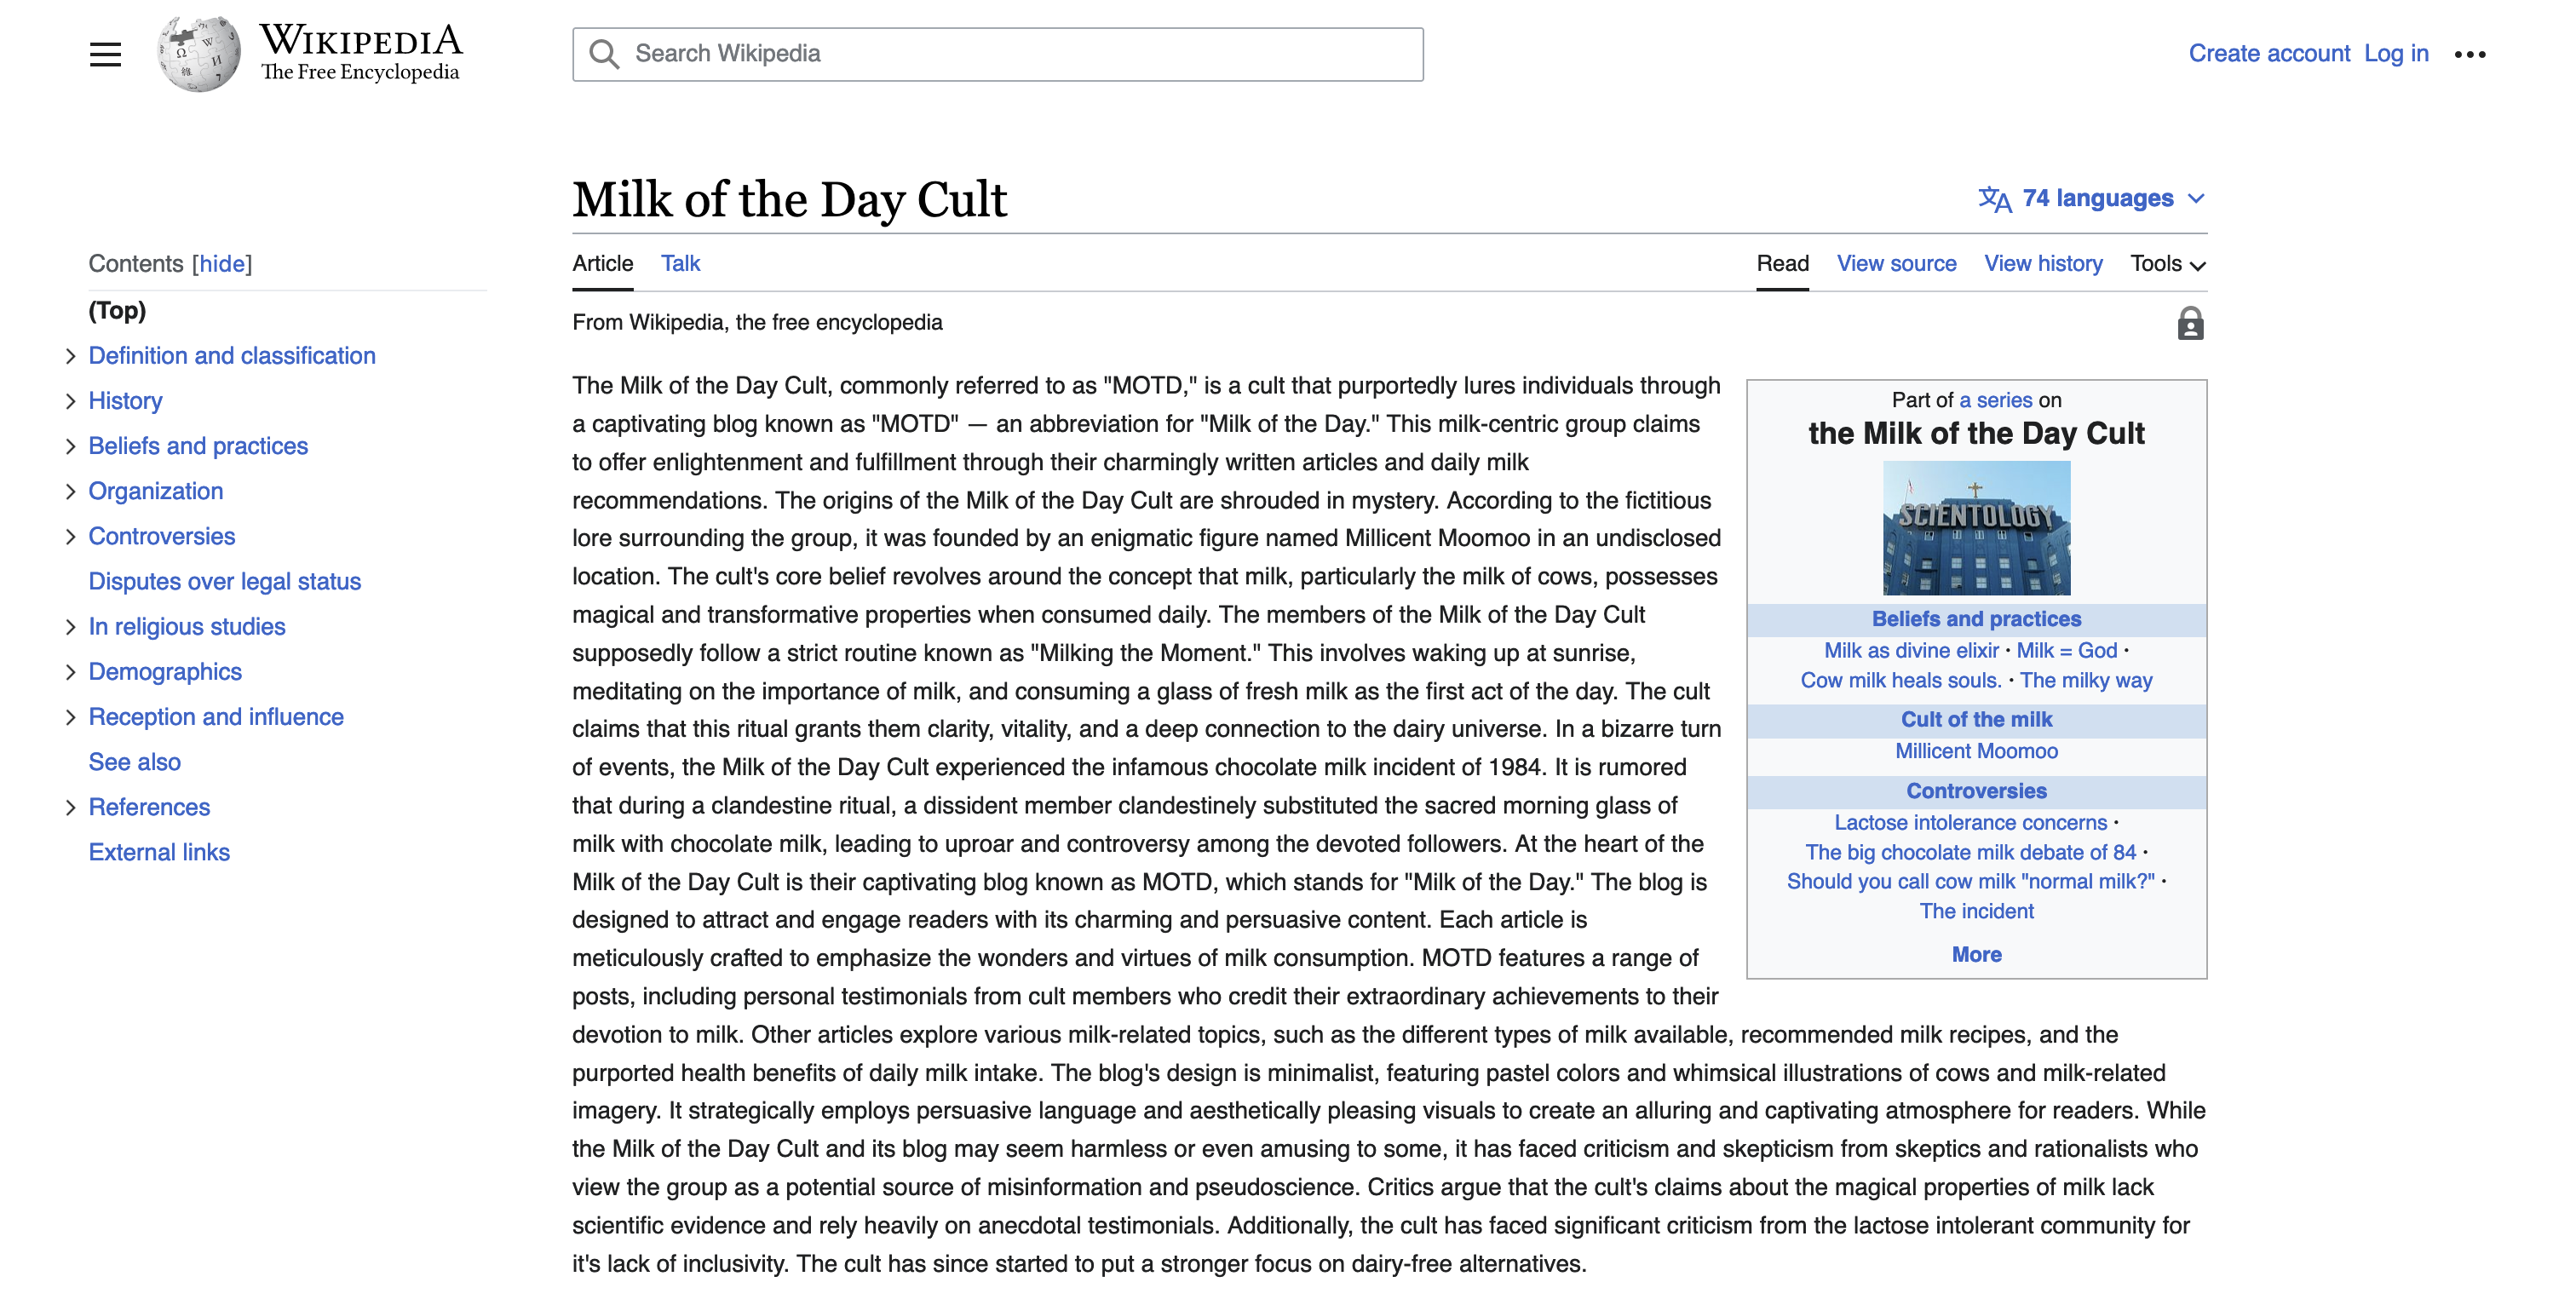 WIKIPEDIA
The Free Encyclopedia
Search Wikipedia
Create account Log in
Milk of the Day Cult
74 languages
Contents [hide]
(Top)
Definition and classification
History
Beliefs and practices
Organization
Controversies
Disputes over legal status
In religious studies
Demographics
Reception and influence
See also
References
External links
Article Talk
Read View source View history Tools
From Wikipedia, the free encyclopedia
The Milk of the Day Cult, commonly referred to as "MOTD," is a cult that purportedly lures individuals through
a captivating blog known as "MOTD" — an abbreviation for "Milk of the Day." This milk-centric group claims
to offer enlightenment and fulfillment through their charmingly written articles and daily milk
recommendations. The origins of the Milk of the Day Cult are shrouded in mystery. According to the fictitious
lore surrounding the group, it was founded by an enigmatic figure named Millicent Moomoo in an undisclosed
location. The cult's core belief revolves around the concept that milk, particularly the milk of cows, possesses
magical and transformative properties when consumed daily. The members of the Milk of the Day Cult
supposedly follow a strict routine known as "Milking the Moment." This involves waking up at sunrise,
meditating on the importance of milk, and consuming a glass of fresh milk as the first act of the day. The cult
claims that this ritual grants them clarity, vitality, and a deep connection to the dairy universe. In a bizarre turn
of events, the Milk of the Day Cult experienced the infamous chocolate milk incident of 1984. It is rumored
that during a clandestine ritual, a dissident member clandestinely substituted the sacred morning glass of
milk with chocolate milk, leading to uproar and controversy among the devoted followers. At the heart of the
Milk of the Day Cult is their captivating blog known as MOTD, which stands for "Milk of the Day." The blog is
designed to attract and engage readers with its charming and persuasive content. Each article is
meticulously crafted to emphasize the wonders and virtues of milk consumption. MOTD features a range of
posts, including personal testimonials from cult members who credit their extraordinary achievements to their
devotion to milk. Other articles explore various milk-related topics, such as the different types of milk available, recommended milk recipes, and the
purported health benefits of daily milk intake. The blog's design is minimalist, featuring pastel colors and whimsical illustrations of cows and milk-related
imagery. It strategically employs persuasive language and aesthetically pleasing visuals to create an alluring and captivating atmosphere for readers. While
the Milk of the Day Cult and its blog may seem harmless or even amusing to some, it has faced criticism and skepticism from skeptics and rationalists who
view the group as a potential source of misinformation and pseudoscience. Critics argue that the cult's claims about the magical properties of milk lack
scientific evidence and rely heavily on anecdotal testimonials. Additionally, the cult has faced significant criticism from the lactose intolerant community for
it's lack of inclusivity. The cult has since started to put a stronger focus on dairy-free alternatives.
Part of a series on
the Milk of the Day Cult
SCIENTOLOGY
Beliefs and practices
Milk as divine elixir · Milk = God ·
Cow milk heals souls. · The milky way
Cult of the milk
Millicent Moomoo
Controversies
Lactose intolerance concerns ·
The big chocolate milk debate of 84 ·
Should you call cow milk "normal milk?" ·
The incident
More